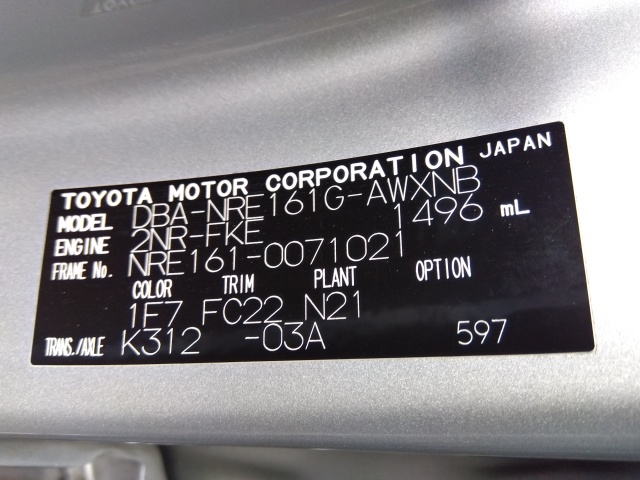 TOYOTA MOTOR CORPORATION JAPAN
MODEL DBA-NRE161G-AWXNB
ENGINE 2NR-FKE 1496 mL
FRAME No. NRE161-0071021
COLOR TRIM PLANT OPTION
1F7 FC22 N21
TRANS./AXLE K312 -03A 597